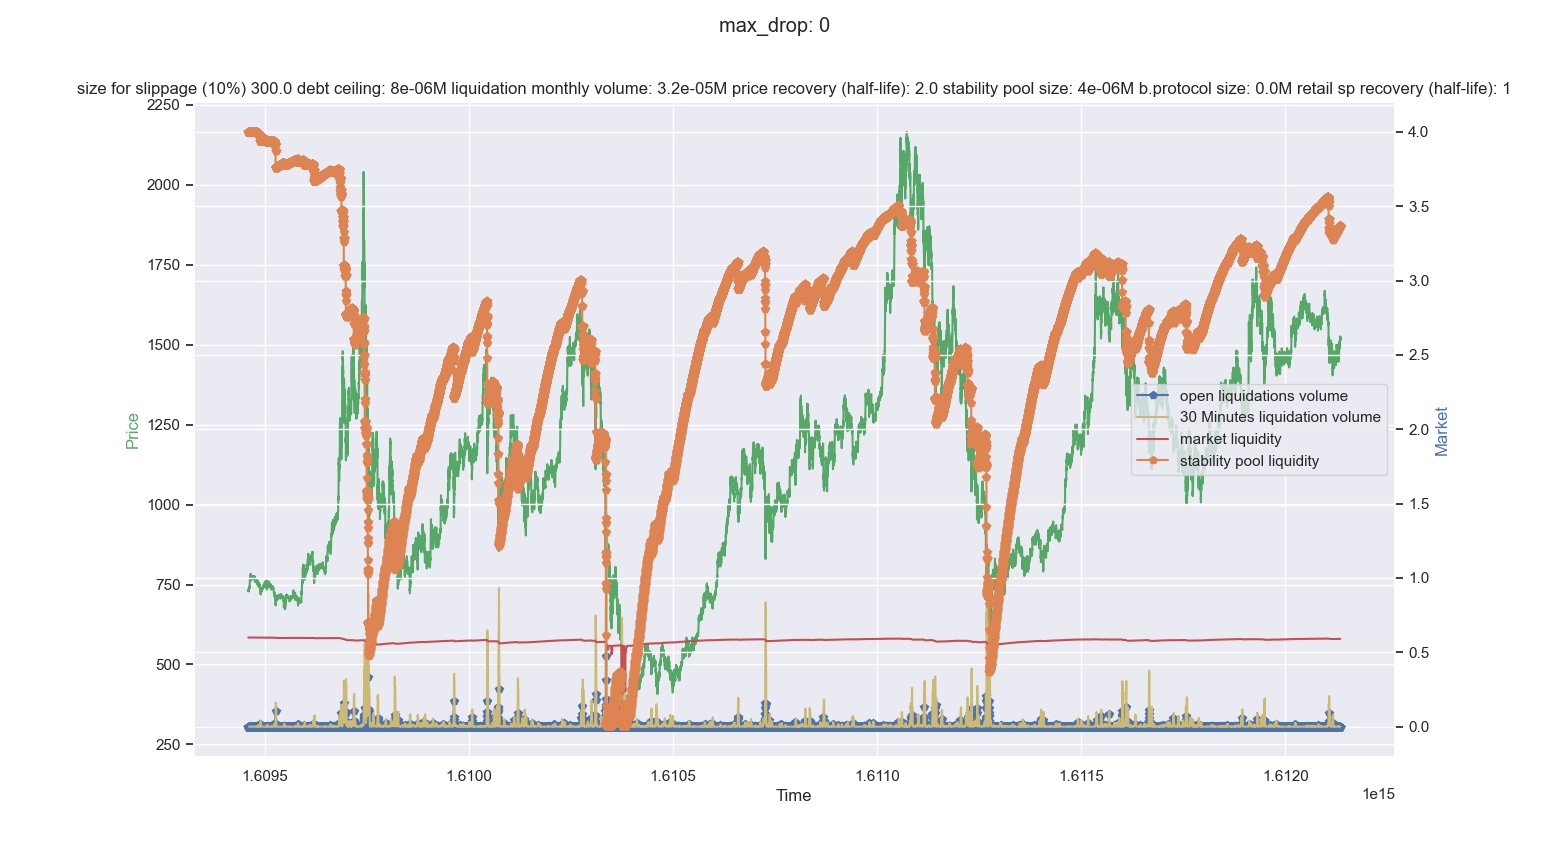 max_drop: 0
size for slippage (10%) 300.0 debt ceiling: 8e-06M liquidation monthly volume: 3.2e-05M price recovery (half-life): 2.0 stability pool size: 4e-06M b.protocol size: 0.0M retail sp recovery (half-life): 1
2250
2000
1750
1500
1250
1000
750
500
250
Price
4.0
3.5
3.0
2.5
2.0
1.5
1.0
0.5
0.0
Market
open liquidations volume
30 Minutes liquidation volume
market liquidity
stability pool liquidity
1.6095 1.6100 1.6105 1.6110 1.6115 1.6120
1e15
Time